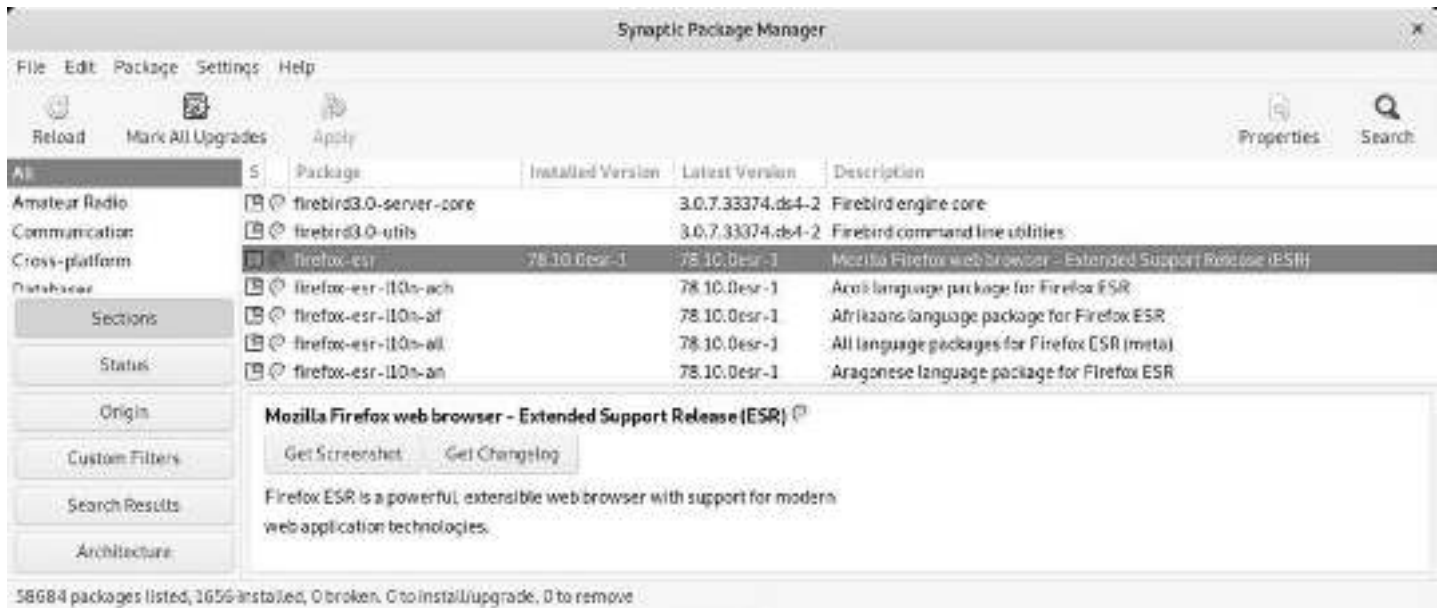 Synaptic Package Manager
File Edit Package Settings Help
Reload Mark All Upgrades Apply Properties Search
All S Package Installed Version Latest Version Description
Amateur Radio firebird3.0-server-core 3.0.7.33374.ds4-2 Firebird engine core
Communication firebird3.0-utils 3.0.7.33374.ds4-2 Firebird command line utilities
Cross-platform firefox-esr 78.10.0esr-1 78.10.0esr-1 Mozilla Firefox web browser - Extended Support Release (ESR)
Databases firefox-esr-l10n-ach 78.10.0esr-1 Acoli language package for Firefox ESR
Sections firefox-esr-l10n-af 78.10.0esr-1 Afrikaans language package for Firefox ESR
firefox-esr-l10n-all 78.10.0esr-1 All language packages for Firefox ESR (meta)
Status firefox-esr-l10n-an 78.10.0esr-1 Aragonese language package for Firefox ESR
Origin Mozilla Firefox web browser - Extended Support Release (ESR)
Custom Filters Get Screenshot Get Changelog
Search Results Firefox ESR is a powerful, extensible web browser with support for modern
web application technologies.
Architecture
58684 packages listed, 1656 installed, 0 broken. 0 to install/upgrade, 0 to remove